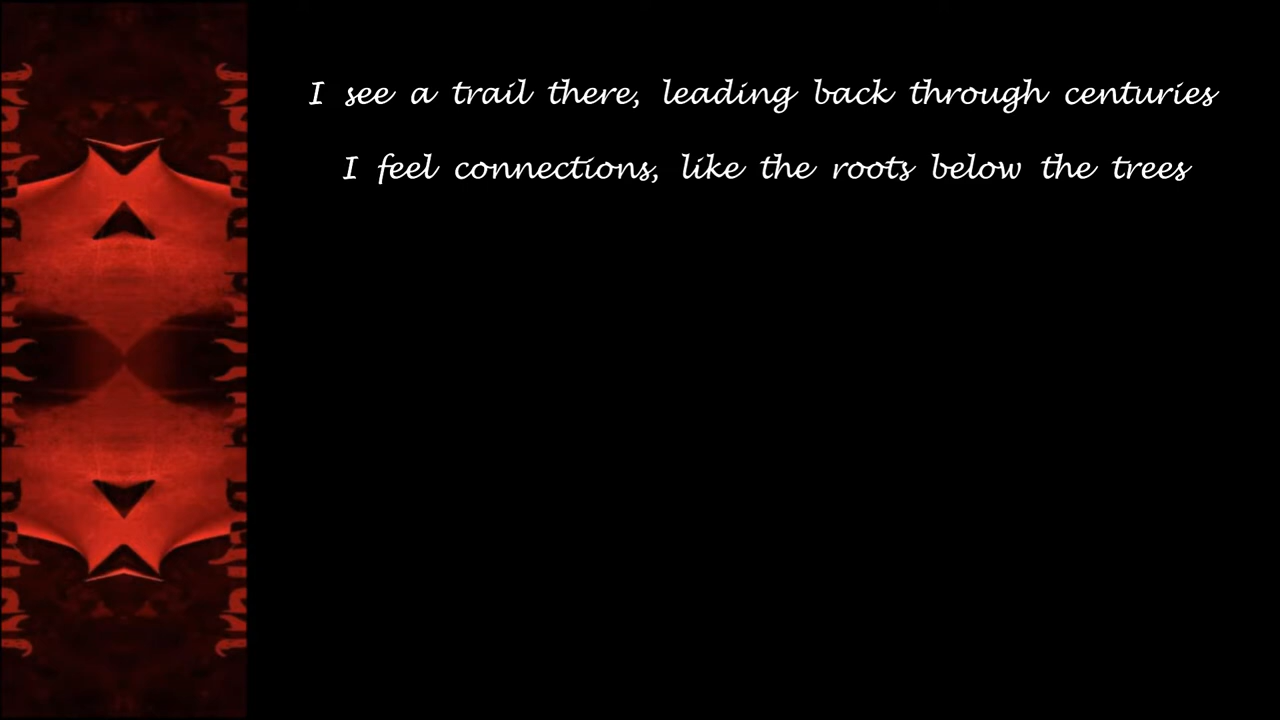 I see a trail there, leading back through centuries
I feel connections, like the roots below the trees